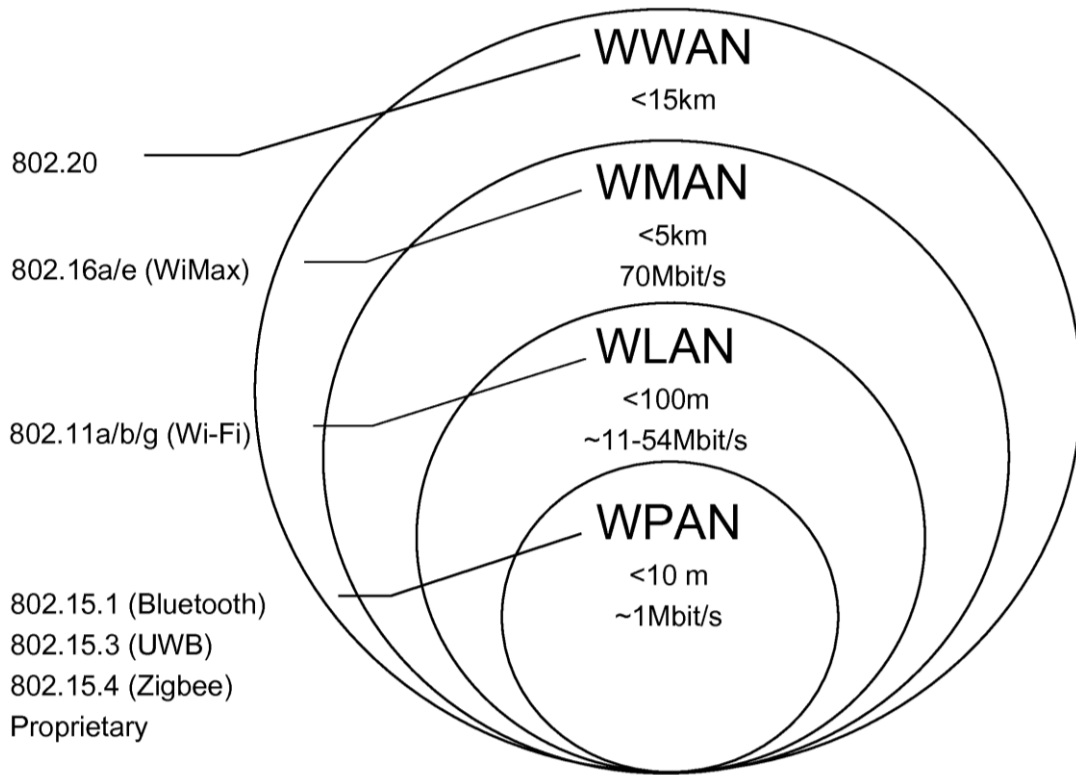 WWAN
<15km
802.20
WMAN
<5km
802.16a/e (WiMax)
70Mbit/s
WLAN
<100m
802.11a/b/g (Wi-Fi)
~11-54Mbit/s
WPAN
<10 m
802.15.1 (Bluetooth)
~1Mbit/s
802.15.3 (UWB)
802.15.4 (Zigbee)
Proprietary